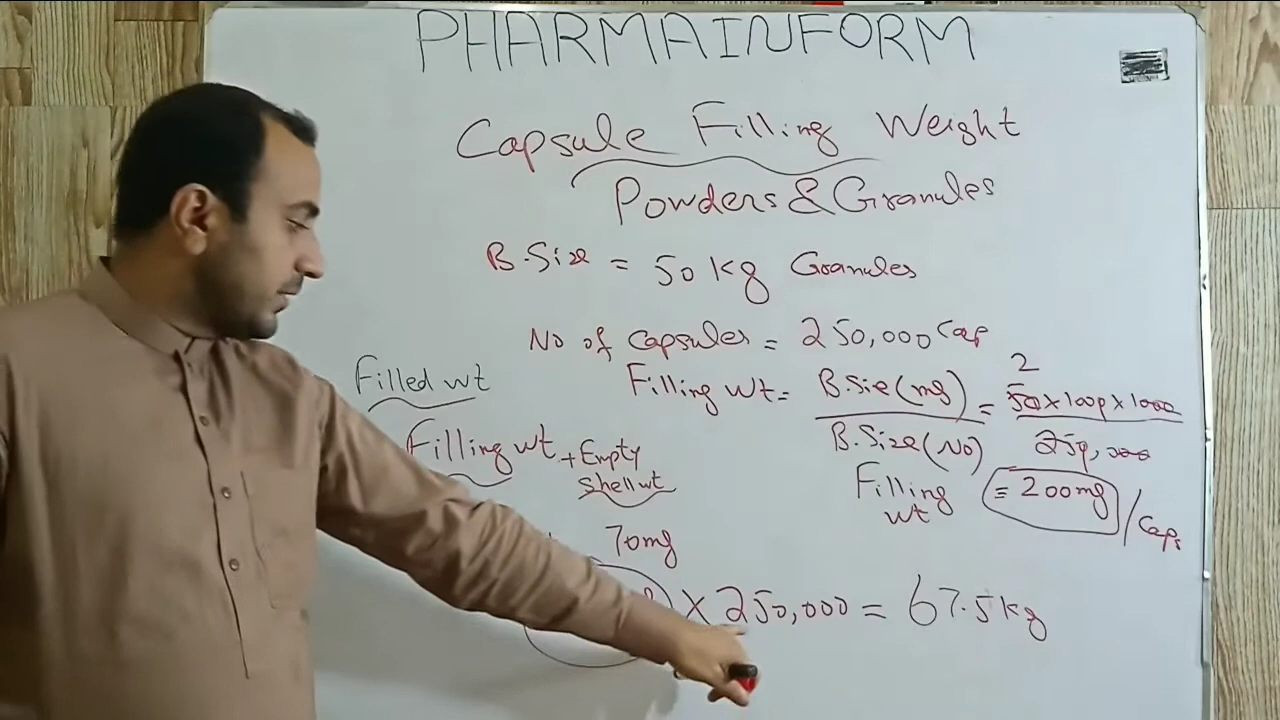 PHARMAINFORM
Capsule Filling Weight
Powders & Granules
B.Size = 50 kg Granules
No of Capsules = 250,000 Cap
Filled wt
Filling wt + Empty Shell wt
70mg
Filling wt = B.Sie(mg) / B.Size(No) = 50 x 1000 x 1000 / 250,000
2
Filling wt = 200mg / Caps
X 250,000 = 67.5 kg